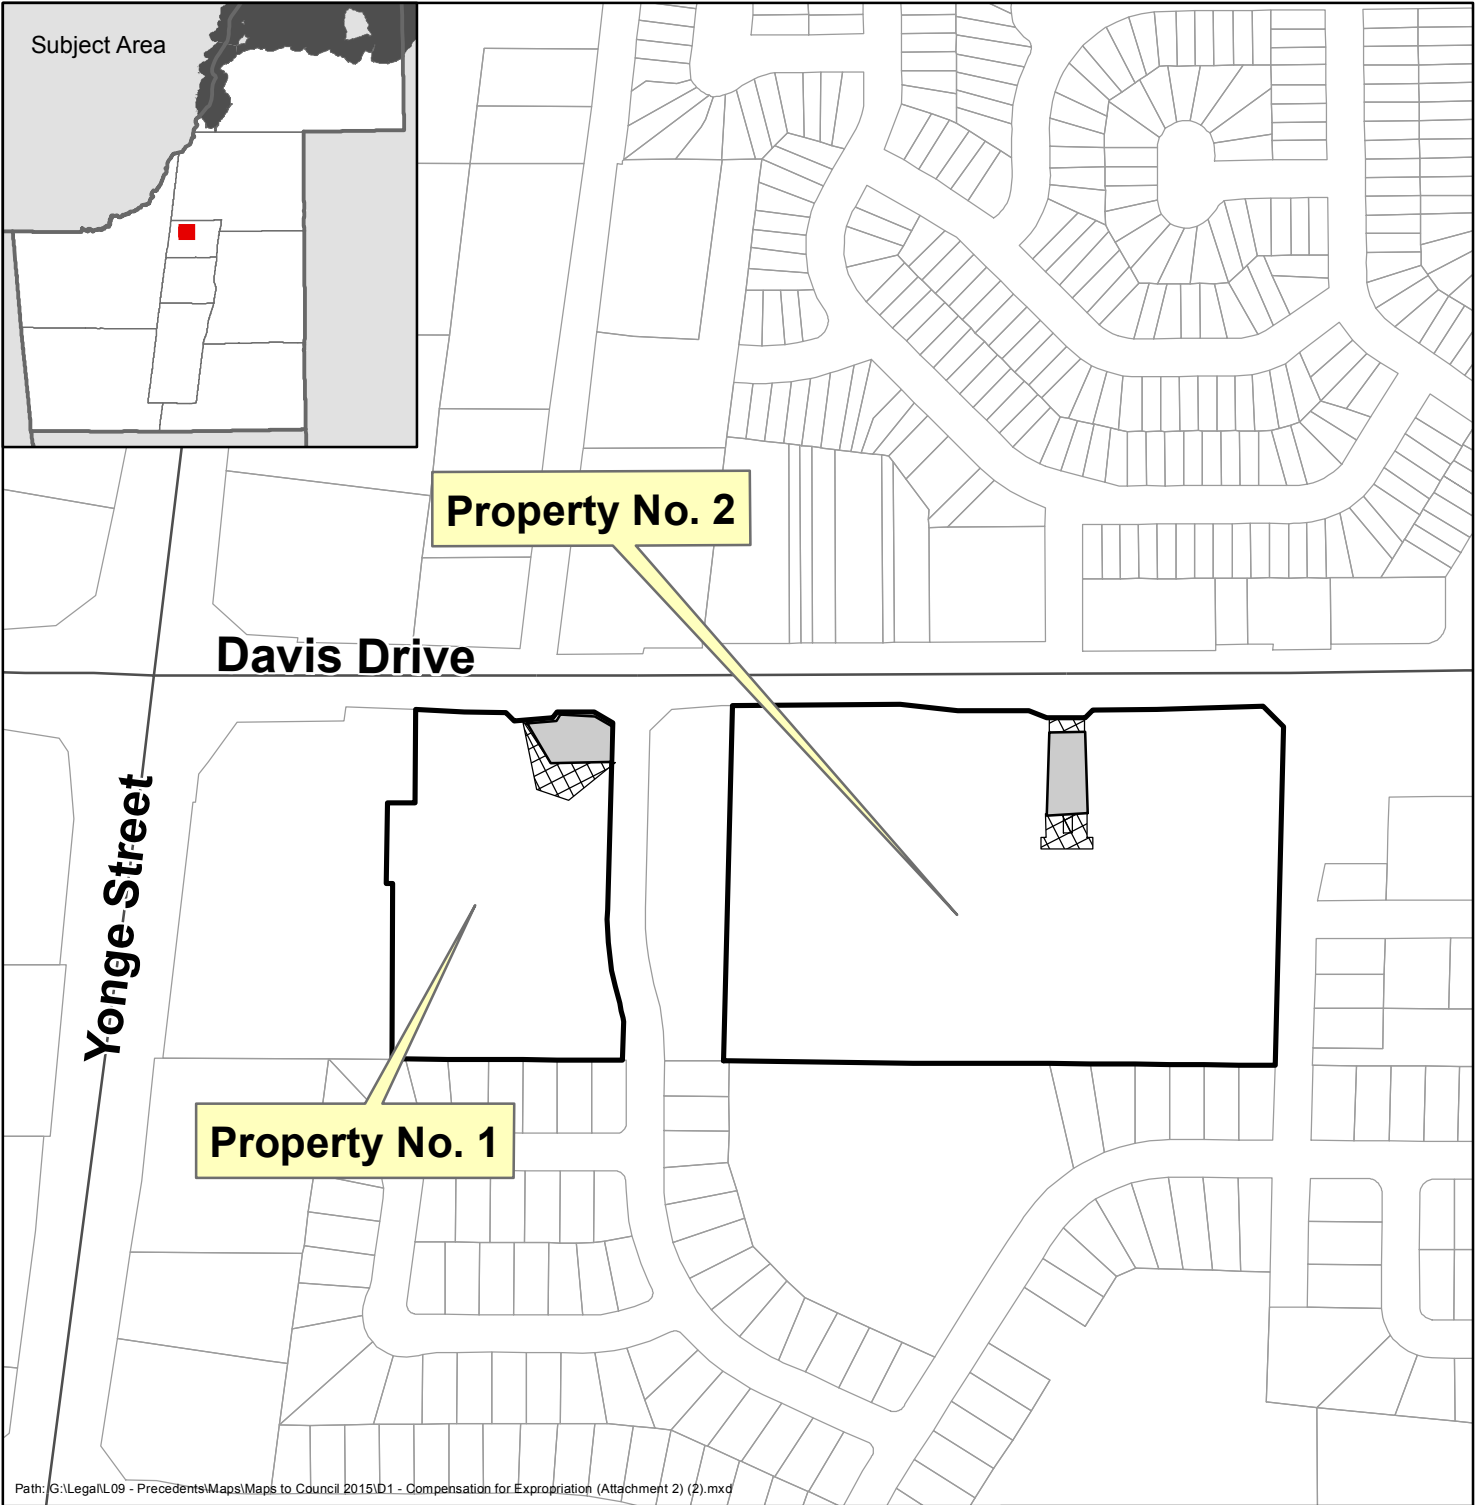 Subject Area
Property No. 2
Davis Drive
Yonge Street
Property No. 1
Path: G:\Legal\L09 - Precedents\Maps\Maps to Council 2015\D1 - Compensation for Expropriation (Attachment 2) (2).mxd